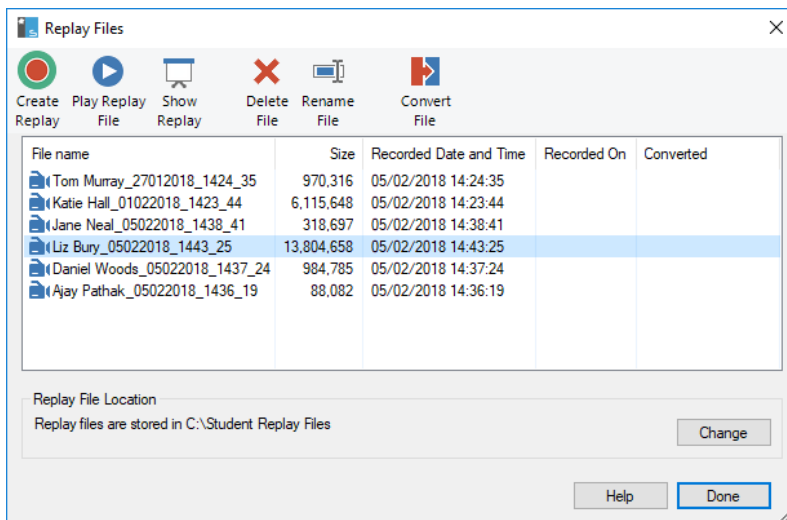 Replay Files
Create Replay
Play Replay File
Show Replay
Delete File
Rename File
Convert File
File name Size Recorded Date and Time Recorded On Converted
Tom Murray_27012018_1424_35 970,316 05/02/2018 14:24:35
Katie Hall_01022018_1423_44 6,115,648 05/02/2018 14:23:44
Jane Neal_05022018_1438_41 318,697 05/02/2018 14:38:41
Liz Bury_05022018_1443_25 13,804,658 05/02/2018 14:43:25
Daniel Woods_05022018_1437_24 984,785 05/02/2018 14:37:24
Ajay Pathak_05022018_1436_19 88,082 05/02/2018 14:36:19
Replay File Location
Replay files are stored in C:\Student Replay Files
Change
Help Done